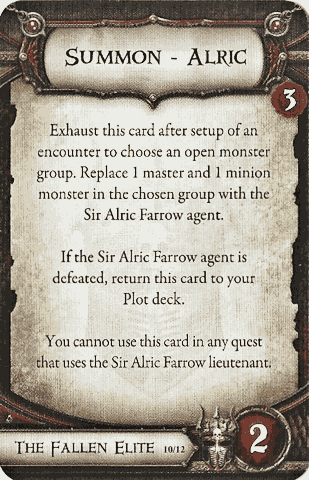 Summon - Alric
3
Exhaust this card after setup of an
encounter to choose an open monster
group. Replace 1 master and 1 minion
monster in the chosen group with the
Sir Alric Farrow agent.
If the Sir Alric Farrow agent is
defeated, return this card to your
Plot deck.
You cannot use this card in any quest
that uses the Sir Alric Farrow lieutenant.
The Fallen Elite 10/12
2